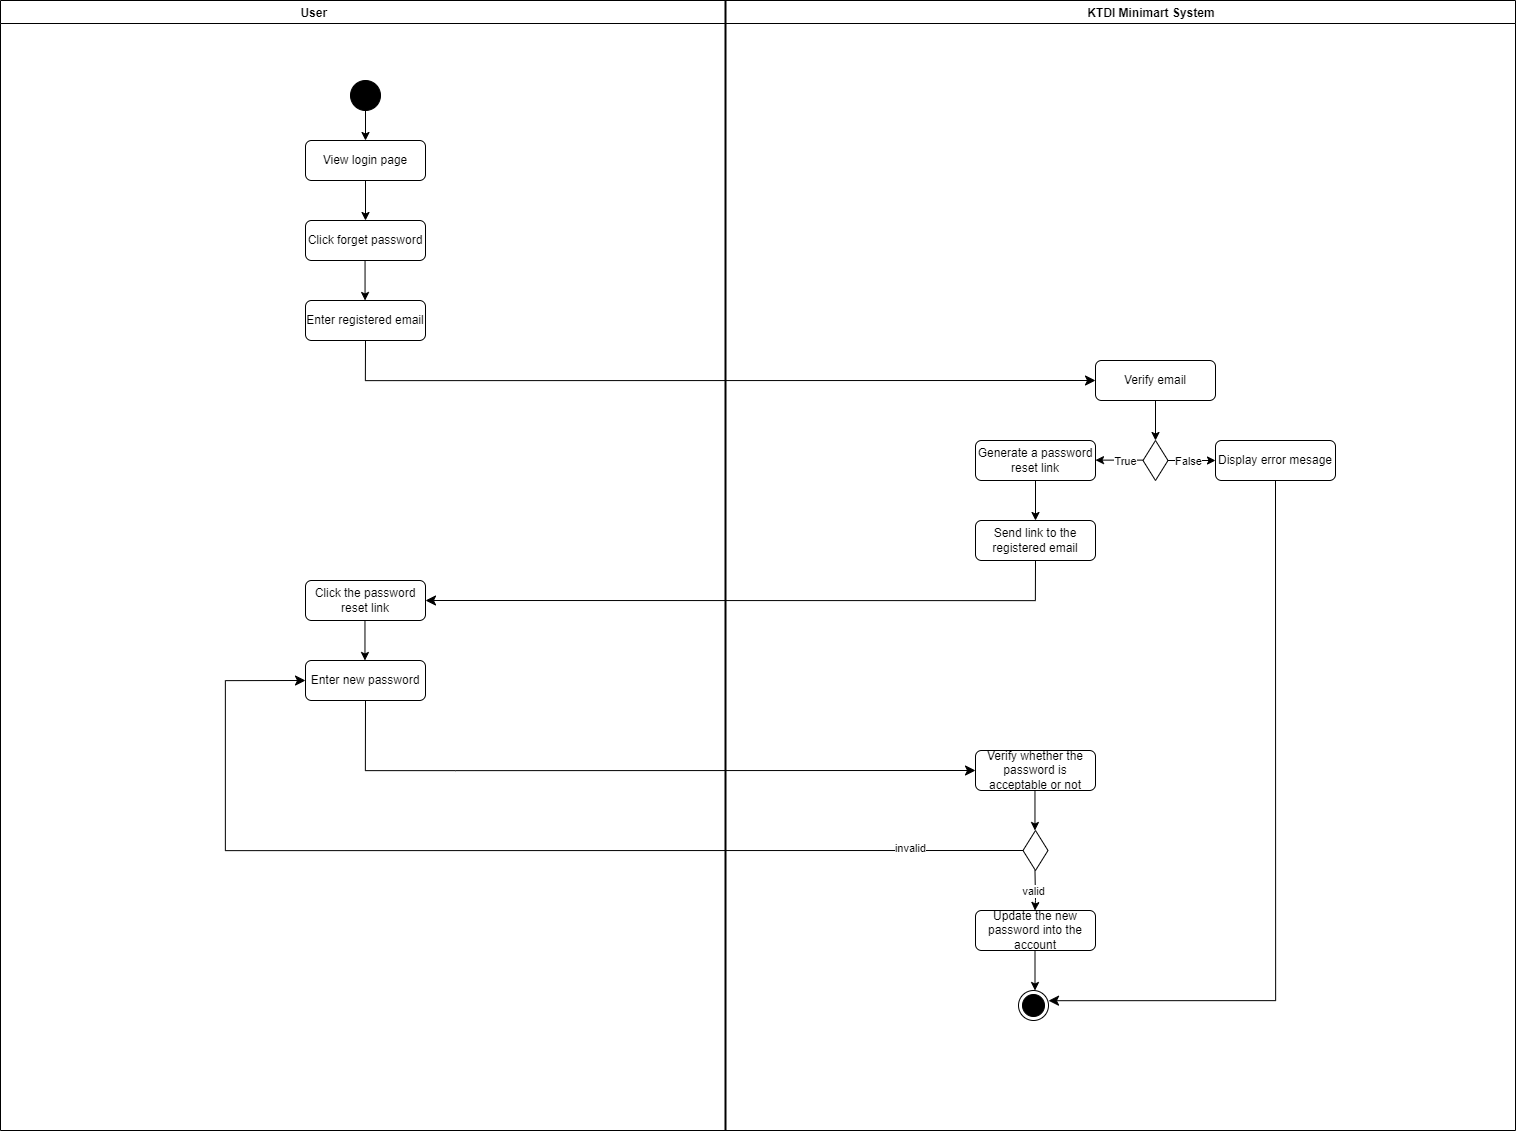 User
KTDI Minimart System
View login page
Click forget password
Enter registered email
Verify email
Generate a password
reset link
True
False
Display error mesage
Send link to the
registered email
Click the password
reset link
Enter new password
Verify whether the
password is
acceptable or not
invalid
valid
Update the new
password into the
account